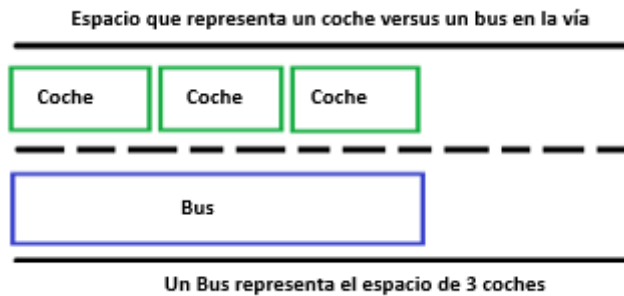 Espacio que representa un coche versus un bus en la vía
Coche Coche Coche
Bus
Un Bus representa el espacio de 3 coches